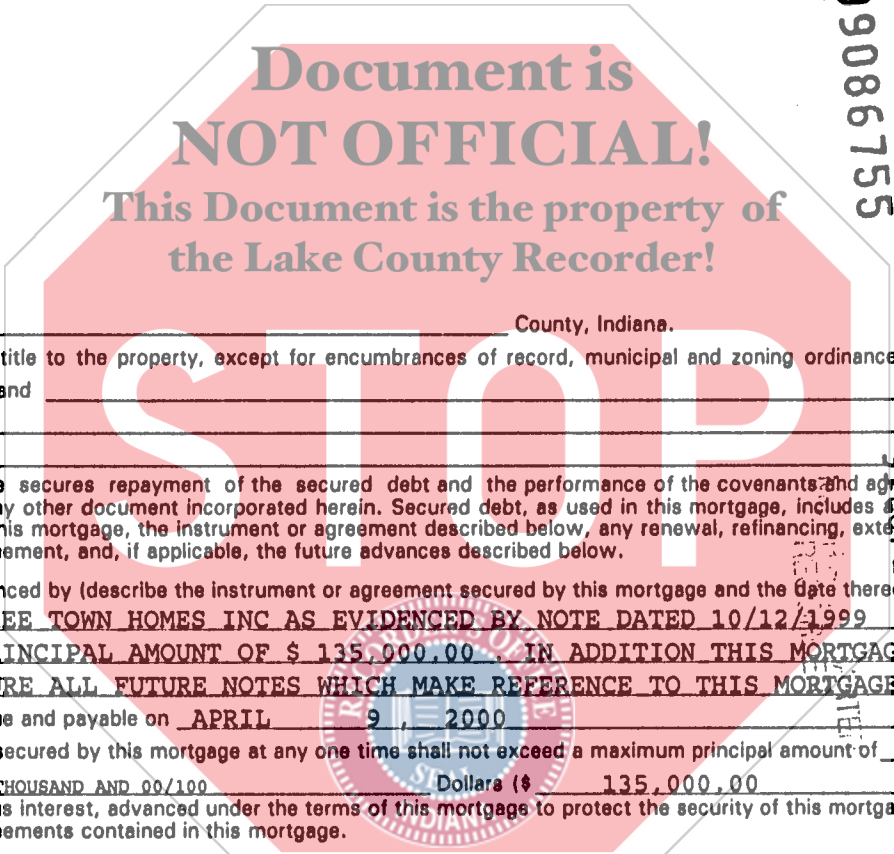 99086755
Document is
NOT OFFICIAL!
This Document is the property of
the Lake County Recorder!
STOP
County, Indiana.
title to the property, except for encumbrances of record, municipal and zoning ordinance
and
secures repayment of the secured debt and the performance of the covenants and
other document incorporated herein. Secured debt, as used in this mortgage, includes
his mortgage, the instrument or agreement described below, any renewal, refinancing, exte
ement, and, if applicable, the future advances described below.
nced by (describe the instrument or agreement secured by this mortgage and the date there
EE TOWN HOMES INC AS EVIDENCED BY NOTE DATED 10/12/1999
INCIPAL AMOUNT OF $ 135,000.00 . IN ADDITION THIS MORTGAG
RE ALL FUTURE NOTES WHICH MAKE REFERENCE TO THIS MORTGAGE
e and payable on APRIL 9 , 2000
secured by this mortgage at any one time shall not exceed a maximum principal amount of
THOUSAND AND 00/100 Dollars ($ 135,000.00
s interest, advanced under the terms of this mortgage to protect the security of this mortga
ements contained in this mortgage.
RECORDER'S OFFICE
SEAL
INDIANA